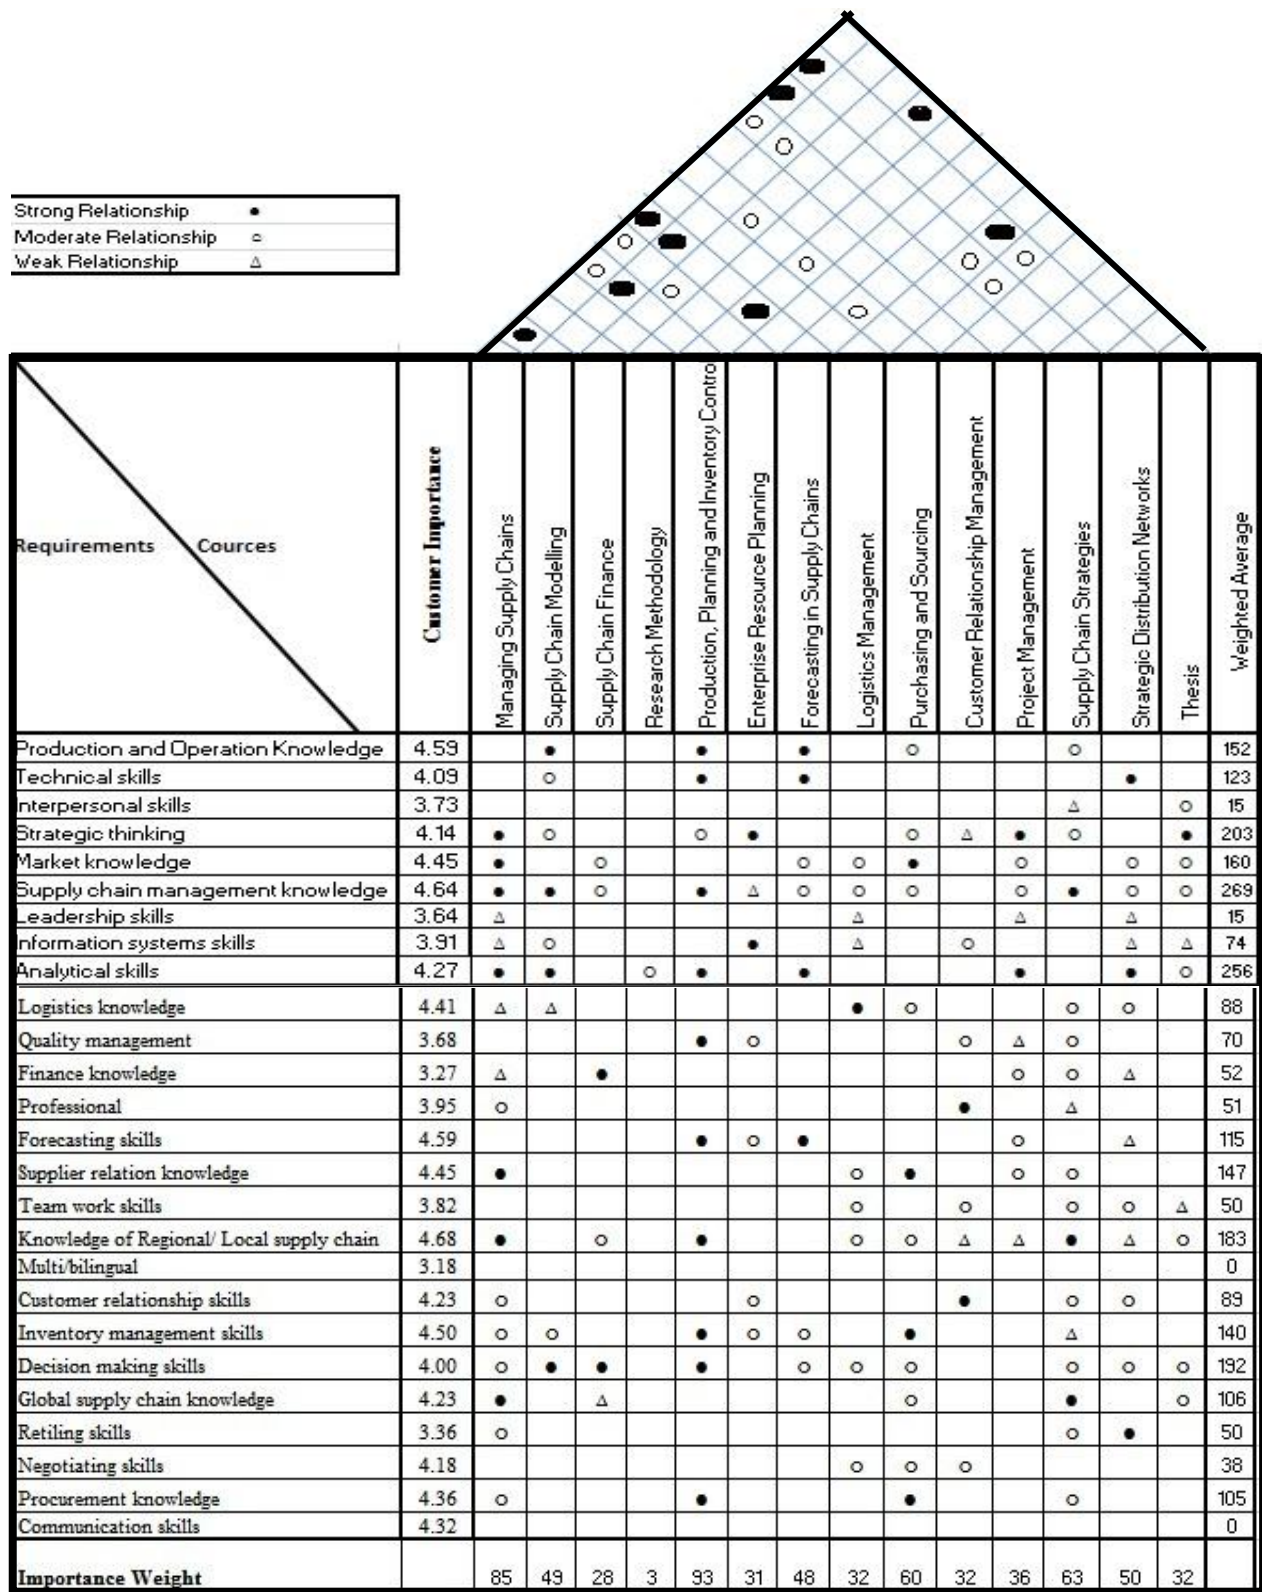 Strong Relationship ●
Moderate Relationship ○
Weak Relationship △
Requirements Cources
Customer Importance
Managing Supply Chains
Supply Chain Modelling
Supply Chain Finance
Research Methodology
Production, Planning and Inventory Contro
Enterprise Resource Planning
Forecasting in Supply Chains
Logistics Management
Purchasing and Sourcing
Customer Relationship Management
Project Management
Supply Chain Strategies
Strategic Distribution Networks
Thesis
Weighted Average
Production and Operation Knowledge 4.59 ● ● ● ○ ○ 152
Technical skills 4.09 ○ ● ● ● 123
nterpersonal skills 3.73 △ ○ 15
Strategic thinking 4.14 ● ○ ○ ● ○ △ ● ○ ● 203
Market knowledge 4.45 ● ○ ○ ○ ● ○ ○ ○ 160
Supply chain management knowledge 4.64 ● ● ○ ● △ ○ ○ ○ ○ ● ○ ○ 269
Leadership skills 3.64 △ △ △ △ 15
Information systems skills 3.91 △ ○ ● △ ○ △ △ 74
Analytical skills 4.27 ● ● ○ ● ● ● ● ○ 256
Logistics knowledge 4.41 △ △ ● ○ ○ ○ 88
Quality management 3.68 ● ○ ○ △ ○ 70
Finance knowledge 3.27 △ ● ○ ○ △ 52
Professional 3.95 ○ ● △ 51
Forecasting skills 4.59 ● ○ ● ○ △ 115
Supplier relation knowledge 4.45 ● ○ ● ○ ○ 147
Team work skills 3.82 ○ ○ ○ ○ △ 50
Knowledge of Regional/ Local supply chain 4.68 ● ○ ● ○ ○ △ △ ● △ ○ 183
Multi/bilingual 3.18 0
Customer relationship skills 4.23 ○ ○ ● ○ ○ 89
Inventory management skills 4.50 ○ ○ ● ○ ○ ● △ 140
Decision making skills 4.00 ○ ● ● ● ○ ○ ○ ○ ○ ○ 192
Global supply chain knowledge 4.23 ● △ ○ ● ○ 106
Retiling skills 3.36 ○ ○ ● 50
Negotiating skills 4.18 ○ ○ ○ 38
Procurement knowledge 4.36 ○ ● ● ○ 105
Communication skills 4.32 0
Importance Weight 85 49 28 3 93 31 48 32 60 32 36 63 50 32